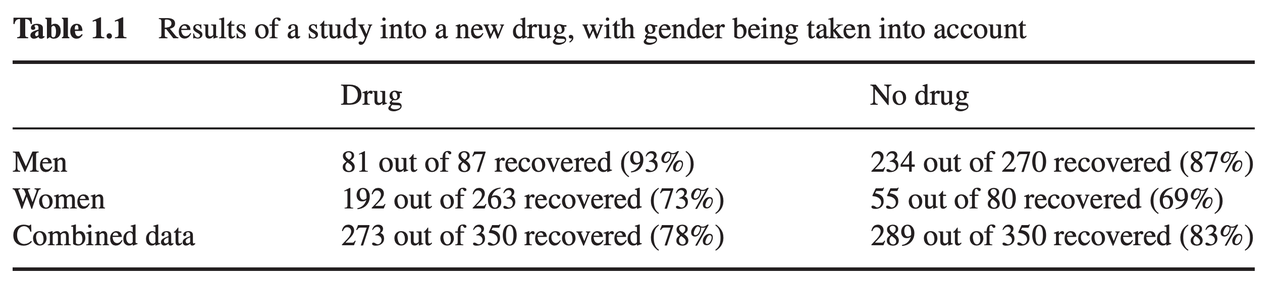 Table 1.1 Results of a study into a new drug, with gender being taken into account
Drug No drug
Men 81 out of 87 recovered (93%) 234 out of 270 recovered (87%)
Women 192 out of 263 recovered (73%) 55 out of 80 recovered (69%)
Combined data 273 out of 350 recovered (78%) 289 out of 350 recovered (83%)